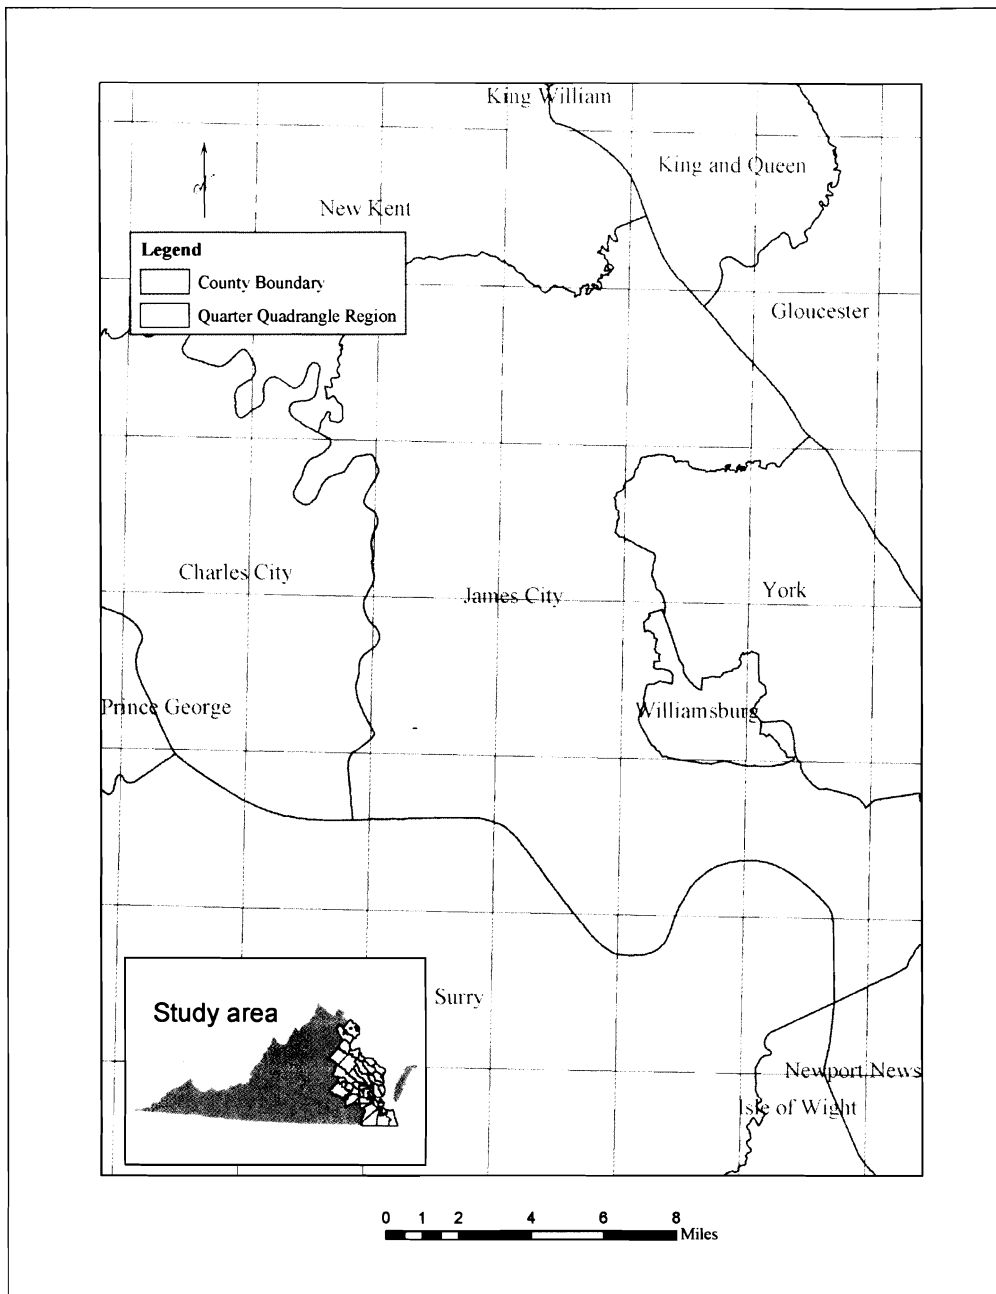 King William
King and Queen
New Kent
Legend
County Boundary
Quarter Quadrangle Region
Gloucester
Charles City
James City
York
Prince George
Williamsburg
Study area
Surry
Newport News
Isle of Wight
0 1 2 4 6 8
Miles